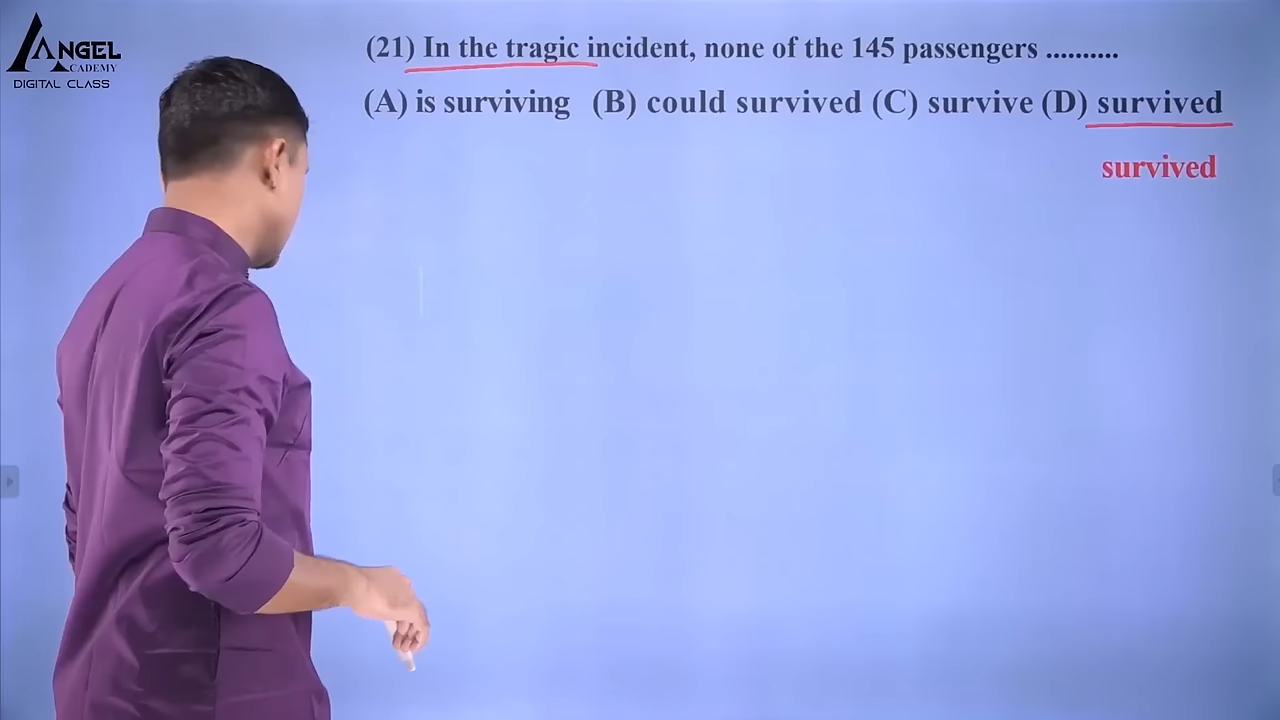 ANGEL
ACADEMY
DIGITAL CLASS
(21) In the tragic incident, none of the 145 passengers ..........
(A) is surviving (B) could survived (C) survive (D) survived
survived